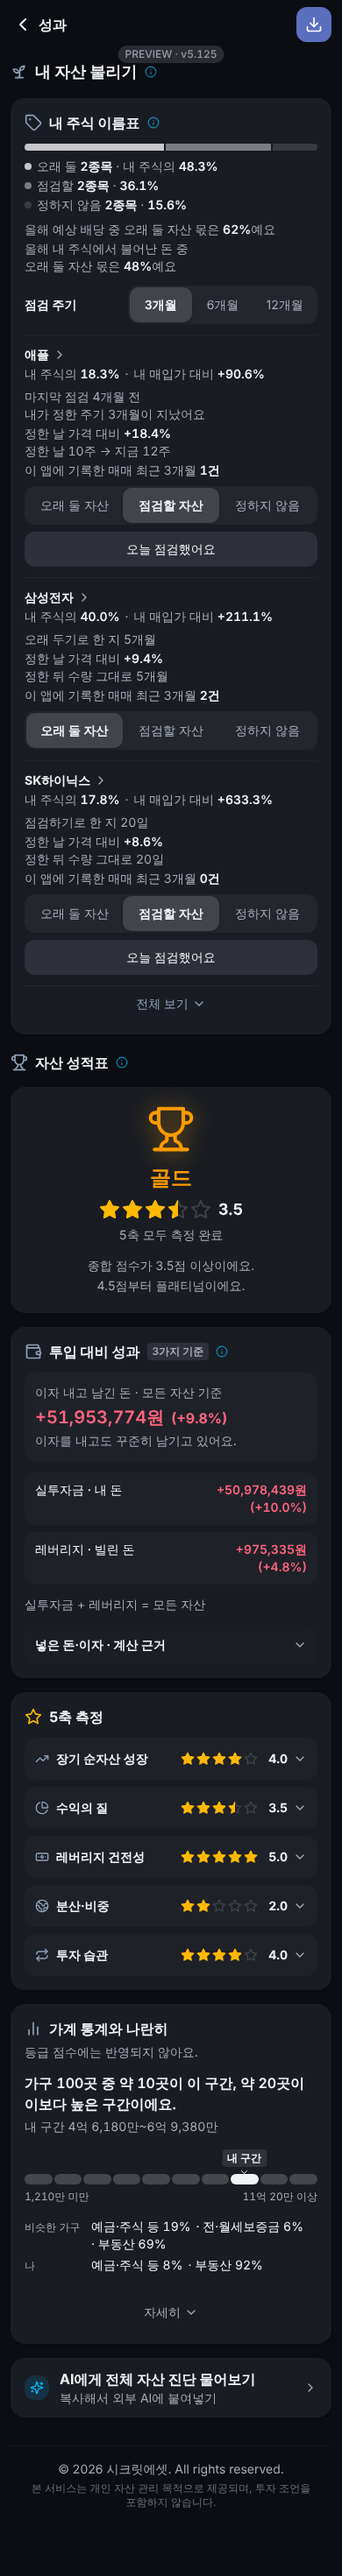 성과
PREVIEW · v5.125
내 자산 불리기
내 주식 이름표
오래 둘 2종목 · 내 주식의 48.3%
점검할 2종목 · 36.1%
정하지 않음 2종목 · 15.6%
올해 예상 배당 중 오래 둘 자산 몫은 62%예요
올해 내 주식에서 불어난 돈 중
오래 둘 자산 몫은 48%예요
점검 주기 3개월 6개월 12개월
애플
내 주식의 18.3% · 내 매입가 대비 +90.6%
마지막 점검 4개월 전
내가 정한 주기 3개월이 지났어요
정한 날 가격 대비 +18.4%
정한 날 10주 → 지금 12주
이 앱에 기록한 매매 최근 3개월 1건
오래 둘 자산 점검할 자산 정하지 않음
오늘 점검했어요
삼성전자
내 주식의 40.0% · 내 매입가 대비 +211.1%
오래 두기로 한 지 5개월
정한 날 가격 대비 +9.4%
정한 뒤 수량 그대로 5개월
이 앱에 기록한 매매 최근 3개월 2건
오래 둘 자산 점검할 자산 정하지 않음
SK하이닉스
내 주식의 17.8% · 내 매입가 대비 +633.3%
점검하기로 한 지 20일
정한 날 가격 대비 +8.6%
정한 뒤 수량 그대로 20일
이 앱에 기록한 매매 최근 3개월 0건
오래 둘 자산 점검할 자산 정하지 않음
오늘 점검했어요
전체 보기
자산 성적표
골드
3.5
5축 모두 측정 완료
종합 점수가 3.5점 이상이에요.
4.5점부터 플래티넘이에요.
투입 대비 성과 3가지 기준
이자 내고 남긴 돈 · 모든 자산 기준
+51,953,774원 (+9.8%)
이자를 내고도 꾸준히 남기고 있어요.
실투자금 · 내 돈 +50,978,439원
(+10.0%)
레버리지 · 빌린 돈 +975,335원
(+4.8%)
실투자금 + 레버리지 = 모든 자산
넣은 돈·이자 · 계산 근거
5축 측정
장기 순자산 성장 4.0
수익의 질 3.5
레버리지 건전성 5.0
분산·비중 2.0
투자 습관 4.0
가계 통계와 나란히
등급 점수에는 반영되지 않아요.
가구 100곳 중 약 10곳이 이 구간, 약 20곳이
이보다 높은 구간이에요.
내 구간 4억 6,180만~6억 9,380만
내 구간
1,210만 미만 11억 20만 이상
비슷한 가구 예금·주식 등 19% · 전·월세보증금 6%
· 부동산 69%
나 예금·주식 등 8% · 부동산 92%
자세히
AI에게 전체 자산 진단 물어보기
복사해서 외부 AI에 붙여넣기
© 2026 시크릿에셋. All rights reserved.
본 서비스는 개인 자산 관리 목적으로 제공되며, 투자 조언을
포함하지 않습니다.